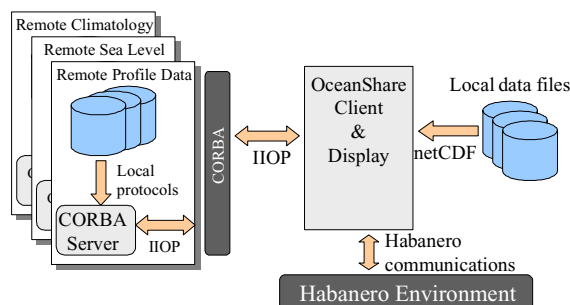 Remote Climatology
Remote Sea Level
Remote Profile Data
Local
protocols
CORBA
Server
IIOP
CORBA
IIOP
OceanShare
Client
&
Display
Local data files
netCDF
Habanero
communications
Habanero Environment